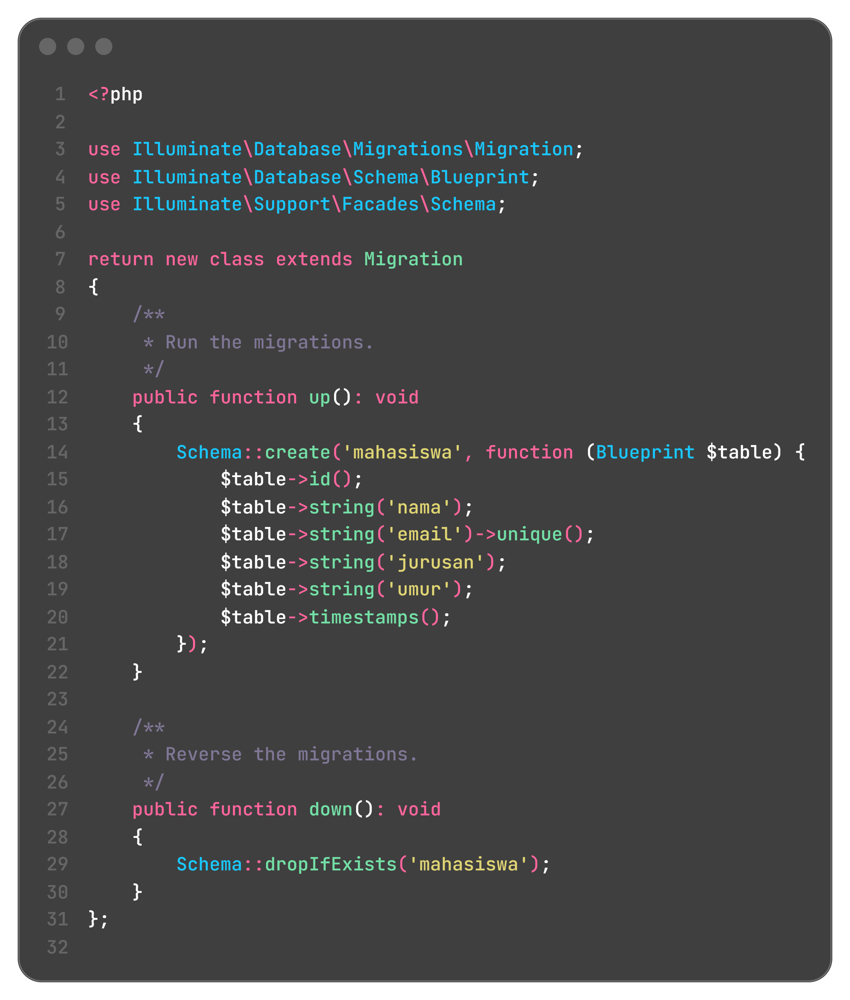 1 <?php
2
3 use Illuminate\Database\Migrations\Migration;
4 use Illuminate\Database\Schema\Blueprint;
5 use Illuminate\Support\Facades\Schema;
6
7 return new class extends Migration
8 {
9     /**
10      * Run the migrations.
11      */
12     public function up(): void
13     {
14         Schema::create('mahasiswa', function (Blueprint $table) {
15             $table->id();
16             $table->string('nama');
17             $table->string('email')->unique();
18             $table->string('jurusan');
19             $table->string('umur');
20             $table->timestamps();
21         });
22     }
23
24     /**
25      * Reverse the migrations.
26      */
27     public function down(): void
28     {
29         Schema::dropIfExists('mahasiswa');
30     }
31 };
32